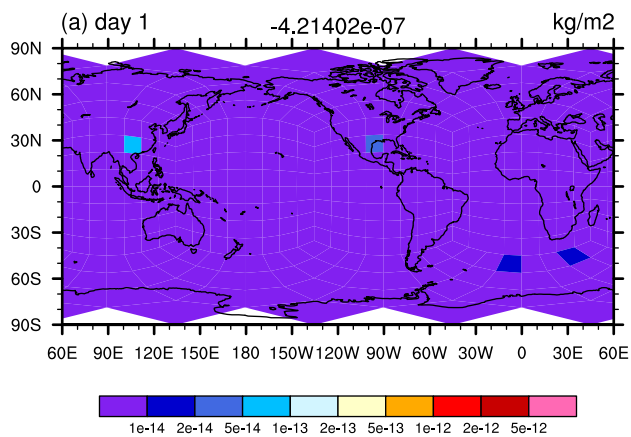 (a) day 1 -4.21402e-07 kg/m2
90N
60N
30N
0
30S
60S
90S
60E 90E 120E 150E 180 150W 120W 90W 60W 30W 0 30E 60E
1e-14 2e-14 5e-14 1e-13 2e-13 5e-13 1e-12 2e-12 5e-12